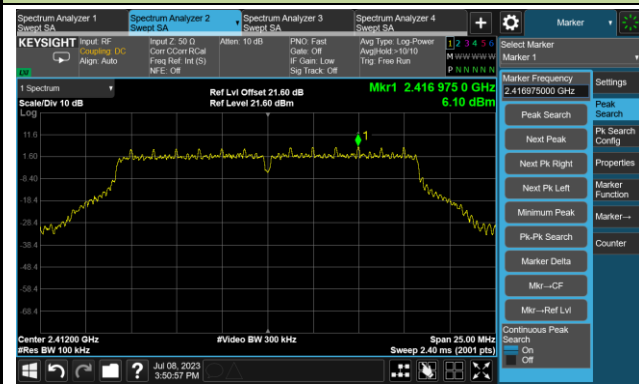 Spectrum Analyzer 1
Swept SA
Spectrum Analyzer 2
Swept SA
Spectrum Analyzer 3
Swept SA
Spectrum Analyzer 4
Swept SA
+
Marker
KEYSIGHT
Input: RF
Coupling: DC
Align: Auto
Input Z: 50 Ω
Corr CCorr RCal
Freq Ref: Int (S)
NFE: Off
Atten: 10 dB
PNO: Fast
Gate: Off
IF Gain: Low
Sig Track: Off
Avg Type: Log-Power
Avg|Hold:>10/10
Trig: Free Run
1 2 3 4 5 6
M W W W W W
P N N N N N
Select Marker
Marker 1
1 Spectrum
Scale/Div 10 dB
Log
Ref Lvl Offset 21.60 dB
Ref Level 21.60 dBm
Mkr1 2.416 975 0 GHz
6.10 dBm
11.6
1.60
-8.40
-18.4
-28.4
-38.4
-48.4
-58.4
-68.4
1
Center 2.41200 GHz
#Res BW 100 kHz
#Video BW 300 kHz
Span 25.00 MHz
Sweep 2.40 ms (2001 pts)
Marker Frequency
2.416975000 GHz
Peak Search
Next Peak
Next Pk Right
Next Pk Left
Minimum Peak
Pk-Pk Search
Marker Delta
Mkr→CF
Mkr→Ref Lvl
Continuous Peak
Search
On
Off
Settings
Peak
Search
Pk Search
Config
Properties
Marker
Function
Marker→
Counter
?
Jul 08, 2023
3:50:57 PM